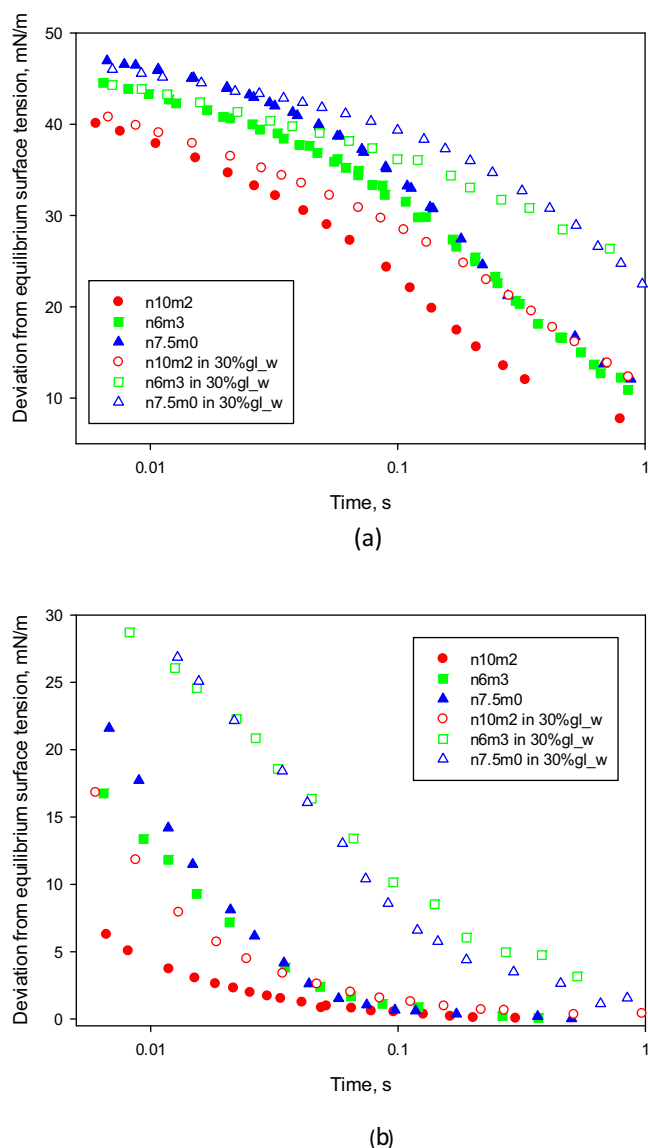 50
40
30
20
10
Deviation from equilibrium surface tension, mN/m
n10m2
n6m3
n7.5m0
n10m2 in 30%gl_w
n6m3 in 30%gl_w
n7.5m0 in 30%gl_w
0.01
0.1
1
Time, s
(a)
30
25
20
15
10
5
0
Deviation from equilibrium surface tension, mN/m
n10m2
n6m3
n7.5m0
n10m2 in 30%gl_w
n6m3 in 30%gl_w
n7.5m0 in 30%gl_w
0.01
0.1
1
Time, s
(b)